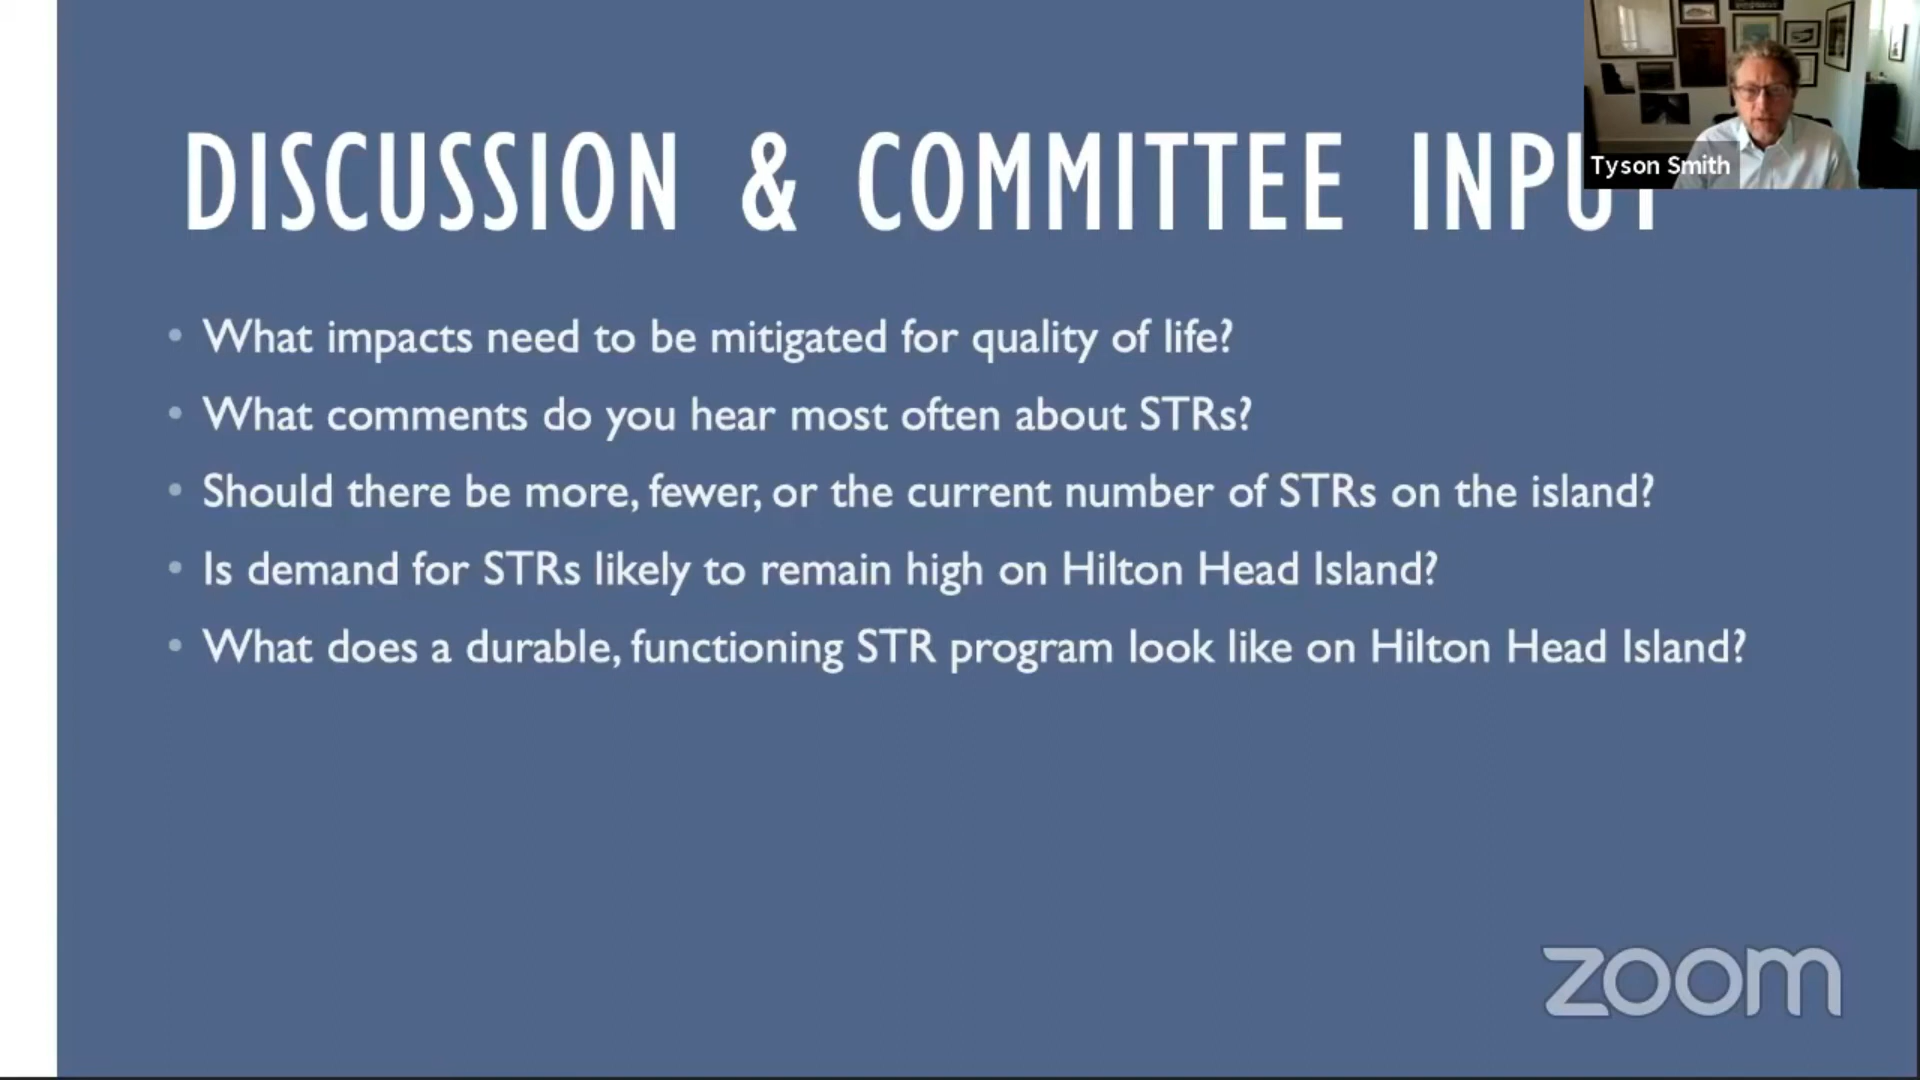 DISCUSSION & COMMITTEE INPUT
Tyson Smith
• What impacts need to be mitigated for quality of life?
• What comments do you hear most often about STRs?
• Should there be more, fewer, or the current number of STRs on the island?
• Is demand for STRs likely to remain high on Hilton Head Island?
• What does a durable, functioning STR program look like on Hilton Head Island?
zoom